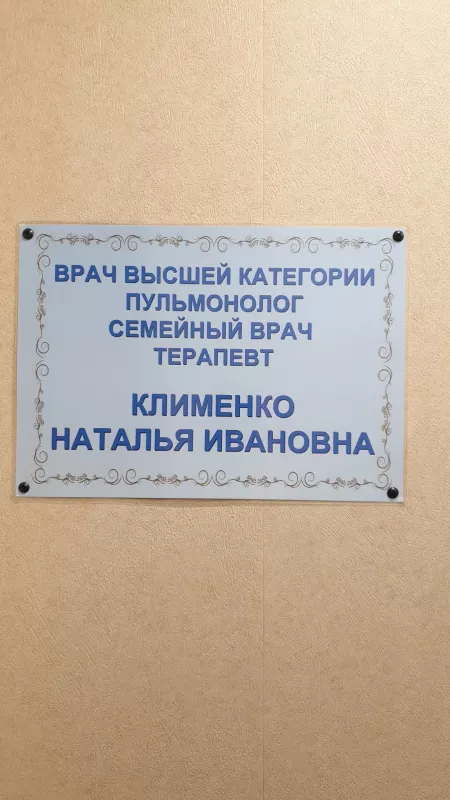 ВРАЧ ВЫСШЕЙ КАТЕГОРИИ
ПУЛЬМОНОЛОГ
СЕМЕЙНЫЙ ВРАЧ
ТЕРАПЕВТ
КЛИМЕНКО
НАТАЛЬЯ ИВАНОВНА